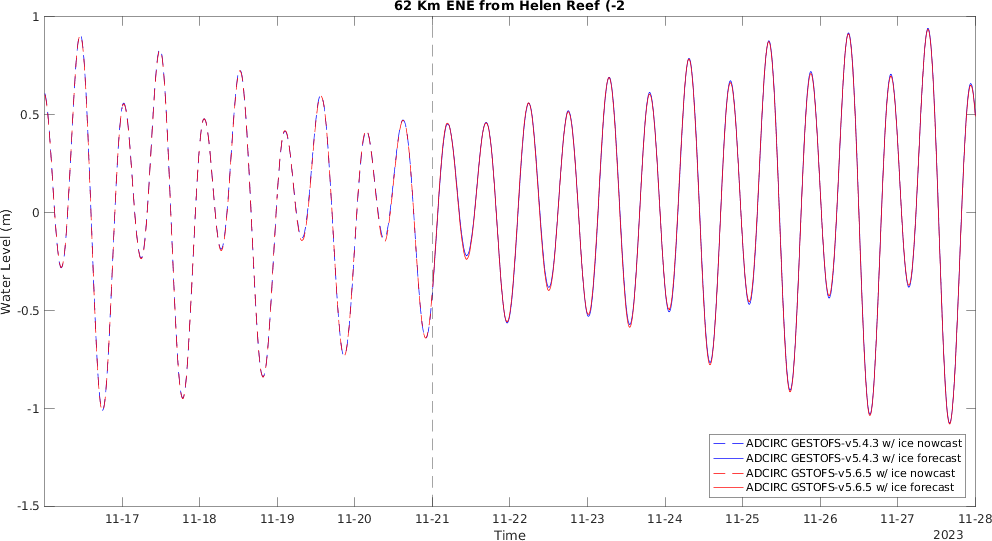 62 Km ENE from Helen Reef (-2
Water Level (m)
1
0.5
0
-0.5
-1
-1.5
11-17
11-18
11-19
11-20
11-21
11-22
11-23
11-24
11-25
11-26
11-27
11-28
Time
2023
ADCIRC GESTOFS-v5.4.3 w/ ice nowcast
ADCIRC GESTOFS-v5.4.3 w/ ice forecast
ADCIRC GSTOFS-v5.6.5 w/ ice nowcast
ADCIRC GSTOFS-v5.6.5 w/ ice forecast